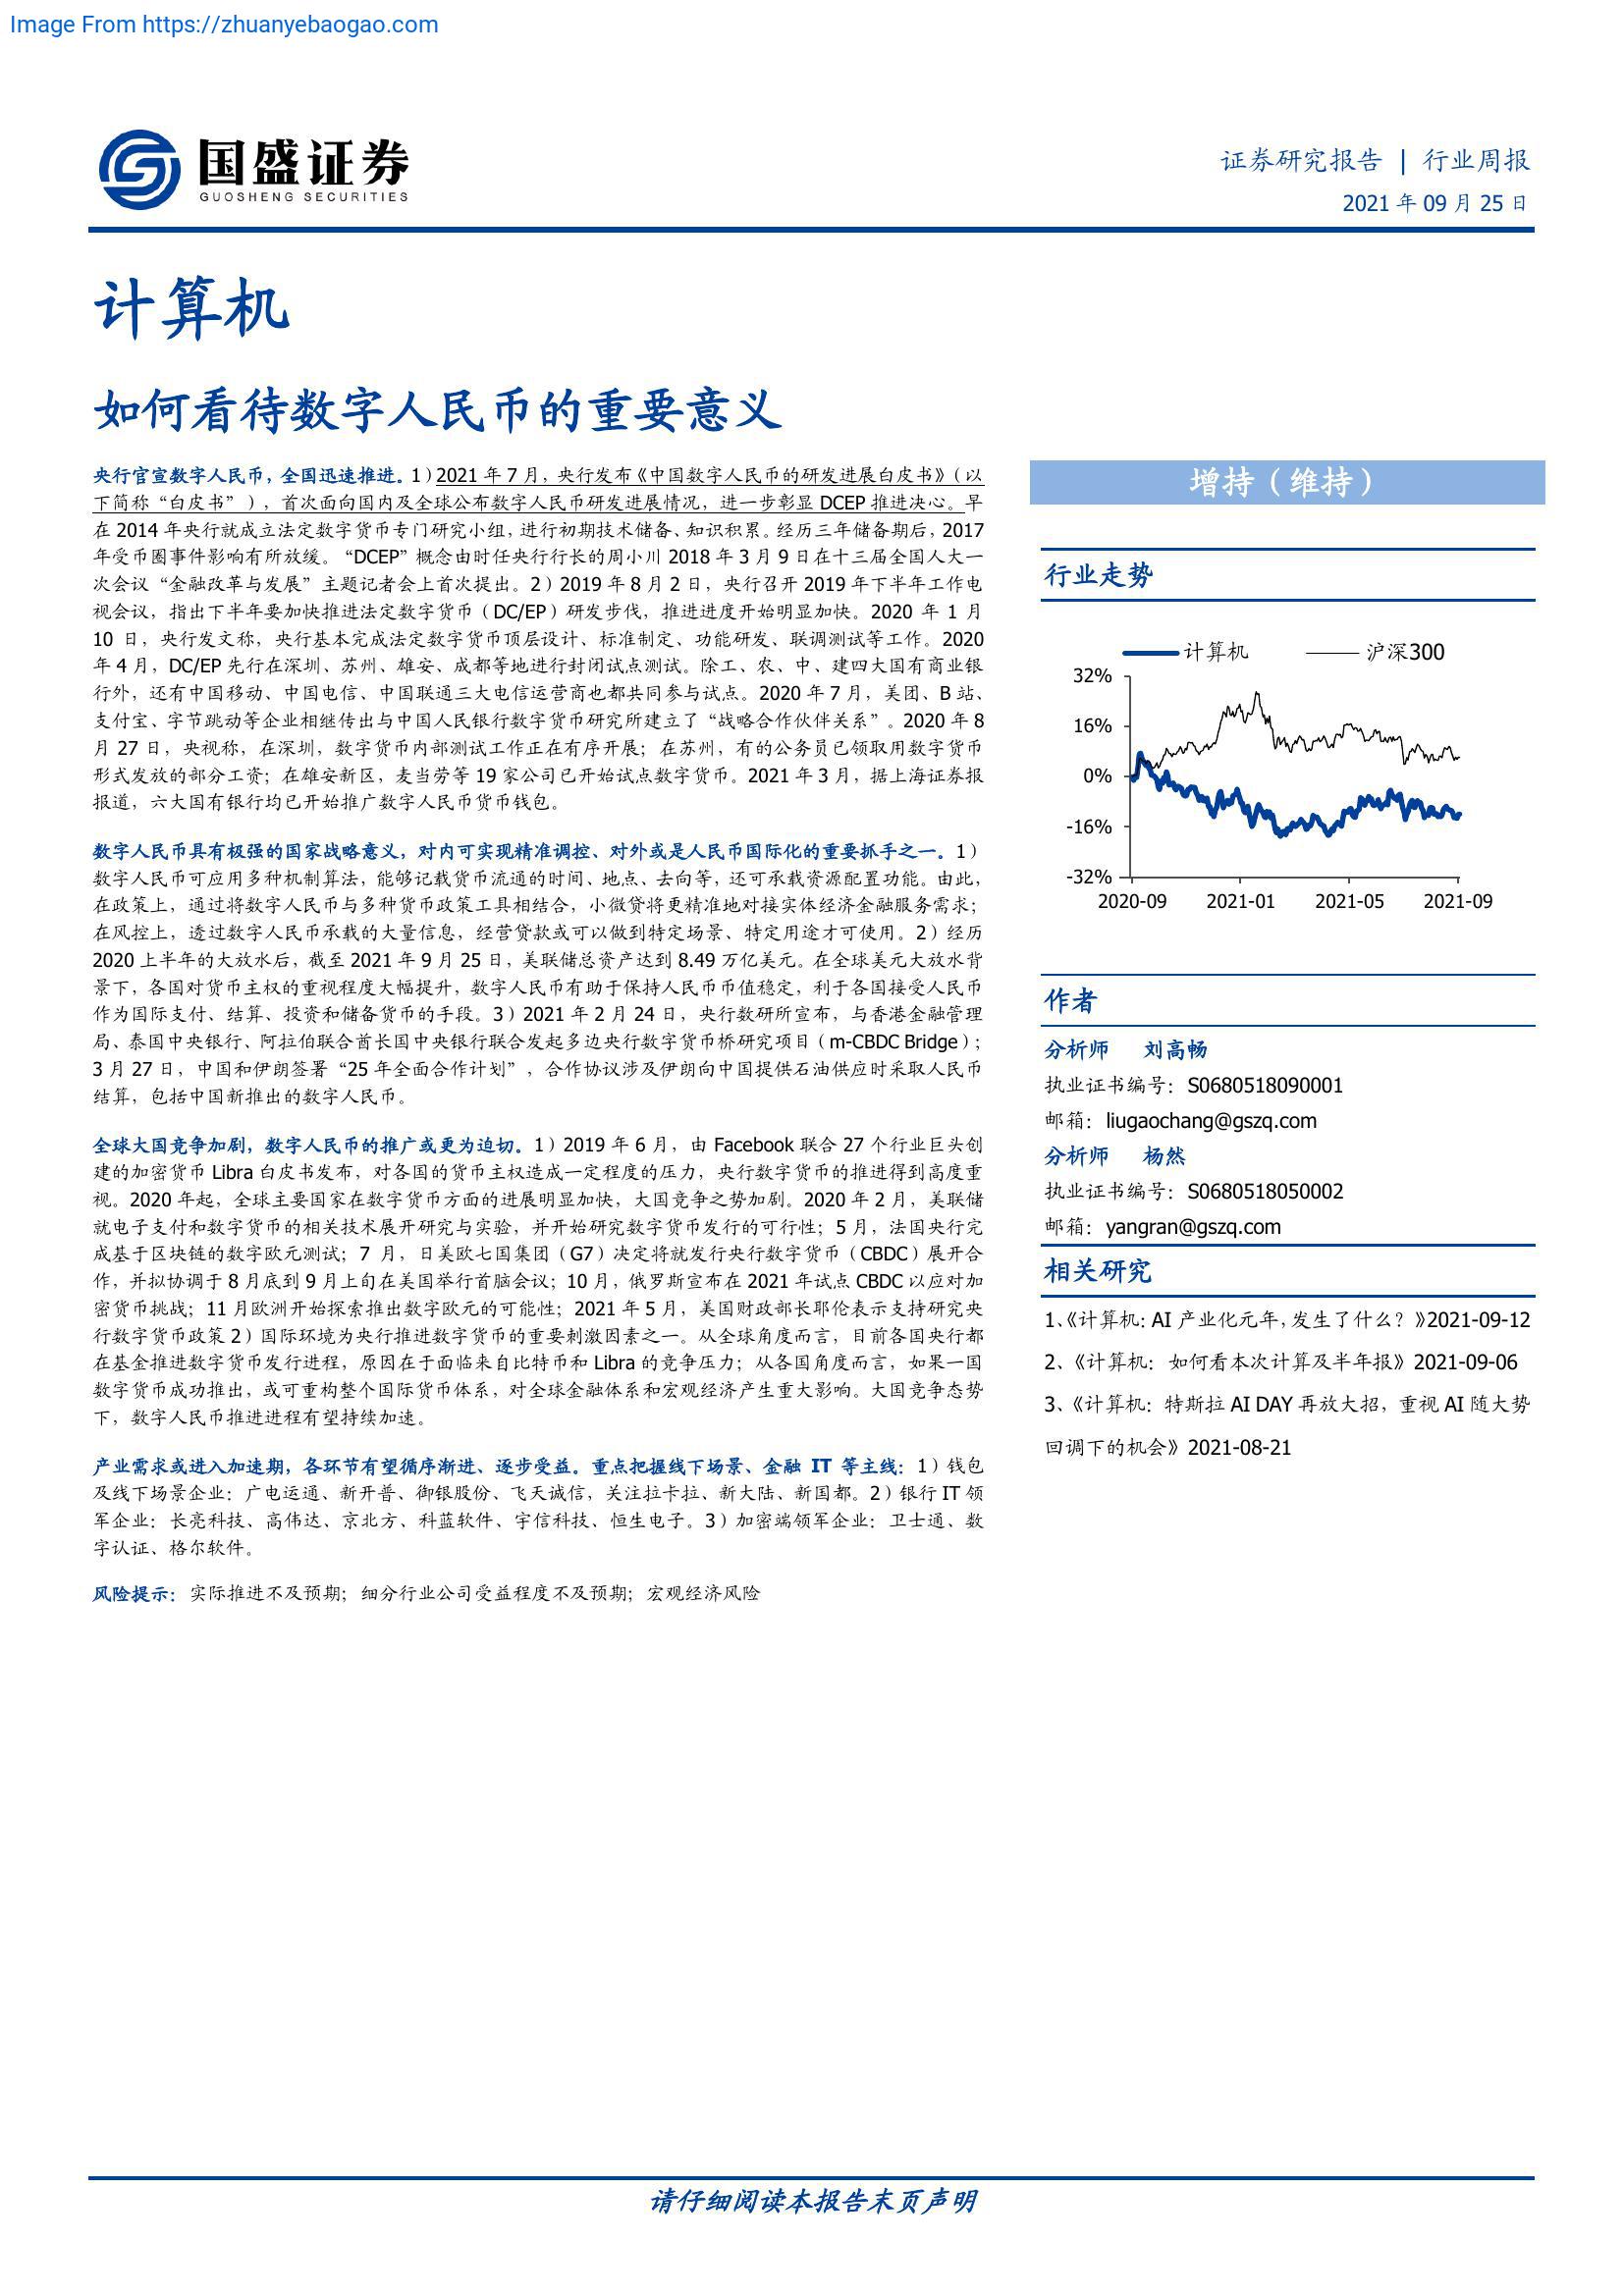 Image From https://zhuanyebaogao.com
国盛证券
GUOSHENG SECURITIES
证券研究报告 | 行业周报
2021 年 09 月 25 日
计算机
如何看待数字人民币的重要意义
央行官宣数字人民币，全国迅速推进。1）2021 年 7 月，央行发布《中国数字人民币的研发进展白皮书》（以
下简称“白皮书”），首次面向国内及全球公布数字人民币研发进展情况，进一步彰显 DCEP 推进决心。早
在 2014 年央行就成立法定数字货币专门研究小组，进行初期技术储备、知识积累。经历三年储备期后，2017
年受币圈事件影响有所放缓。“DCEP”概念由时任央行行长的周小川 2018 年 3 月 9 日在十三届全国人大一
次会议“金融改革与发展”主题记者会上首次提出。2）2019 年 8 月 2 日，央行召开 2019 年下半年工作电
视会议，指出下半年要加快推进法定数字货币（DC/EP）研发步伐，推进进度开始明显加快。2020 年 1 月
10 日，央行发文称，央行基本完成法定数字货币顶层设计、标准制定、功能研发、联调测试等工作。2020
年 4 月，DC/EP 先行在深圳、苏州、雄安、成都等地进行封闭试点测试。除工、农、中、建四大国有商业银
行外，还有中国移动、中国电信、中国联通三大电信运营商也都共同参与试点。2020 年 7 月，美团、B 站、
支付宝、字节跳动等企业相继传出与中国人民银行数字货币研究所建立了“战略合作伙伴关系”。2020 年 8
月 27 日，央视称，在深圳，数字货币内部测试工作正在有序开展；在苏州，有的公务员已领取用数字货币
形式发放的部分工资；在雄安新区，麦当劳等 19 家公司已开始试点数字货币。2021 年 3 月，据上海证券报
报道，六大国有银行均已开始推广数字人民币货币钱包。
数字人民币具有极强的国家战略意义，对内可实现精准调控、对外或是人民币国际化的重要抓手之一。1）
数字人民币可应用多种机制算法，能够记载货币流通的时间、地点、去向等，还可承载资源配置功能。由此，
在政策上，通过将数字人民币与多种货币政策工具相结合，小微贷将更精准地对接实体经济金融服务需求；
在风控上，透过数字人民币承载的大量信息，经营贷款或可以做到特定场景、特定用途才可使用。2）经历
2020 上半年的大放水后，截至 2021 年 9 月 25 日，美联储总资产达到 8.49 万亿美元。在全球美元大放水背
景下，各国对货币主权的重视程度大幅提升，数字人民币有助于保持人民币币值稳定，利于各国接受人民币
作为国际支付、结算、投资和储备货币的手段。3）2021 年 2 月 24 日，央行数研所宣布，与香港金融管理
局、泰国中央银行、阿拉伯联合酋长国中央银行联合发起多边央行数字货币桥研究项目（m-CBDC Bridge）；
3 月 27 日，中国和伊朗签署“25 年全面合作计划”，合作协议涉及伊朗向中国提供石油供应时采取人民币
结算，包括中国新推出的数字人民币。
全球大国竞争加剧，数字人民币的推广或更为迫切。1）2019 年 6 月，由 Facebook 联合 27 个行业巨头创
建的加密货币 Libra 白皮书发布，对各国的货币主权造成一定程度的压力，央行数字货币的推进得到高度重
视。2020 年起，全球主要国家在数字货币方面的进展明显加快，大国竞争之势加剧。2020 年 2 月，美联储
就电子支付和数字货币的相关技术展开研究与实验，并开始研究数字货币发行的可行性；5 月，法国央行完
成基于区块链的数字欧元测试；7 月，日美欧七国集团（G7）决定将就发行央行数字货币（CBDC）展开合
作，并拟协调于 8 月底到 9 月上旬在美国举行首脑会议；10 月，俄罗斯宣布在 2021 年试点 CBDC 以应对加
密货币挑战；11 月欧洲开始探索推出数字欧元的可能性；2021 年 5 月，美国财政部长耶伦表示支持研究央
行数字货币政策 2）国际环境为央行推进数字货币的重要刺激因素之一。从全球角度而言，目前各国央行都
在基金推进数字货币发行进程，原因在于面临来自比特币和 Libra 的竞争压力；从各国角度而言，如果一国
数字货币成功推出，或可重构整个国际货币体系，对全球金融体系和宏观经济产生重大影响。大国竞争态势
下，数字人民币推进进程有望持续加速。
产业需求或进入加速期，各环节有望循序渐进、逐步受益。重点把握线下场景、金融 IT 等主线：1）钱包
及线下场景企业：广电运通、新开普、御银股份、飞天诚信，关注拉卡拉、新大陆、新国都。2）银行 IT 领
军企业：长亮科技、高伟达、京北方、科蓝软件、宇信科技、恒生电子。3）加密端领军企业：卫士通、数
字认证、格尔软件。
风险提示：实际推进不及预期；细分行业公司受益程度不及预期；宏观经济风险
增持（维持）
行业走势
计算机 沪深300
32%
16%
0%
-16%
-32%
2020-09 2021-01 2021-05 2021-09
作者
分析师 刘高畅
执业证书编号：S0680518090001
邮箱：liugaochang@gszq.com
分析师 杨然
执业证书编号：S0680518050002
邮箱：yangran@gszq.com
相关研究
1、《计算机：AI 产业化元年，发生了什么？》2021-09-12
2、《计算机：如何看本次计算及半年报》2021-09-06
3、《计算机：特斯拉 AI DAY 再放大招，重视 AI 随大势
回调下的机会》2021-08-21
请仔细阅读本报告末页声明